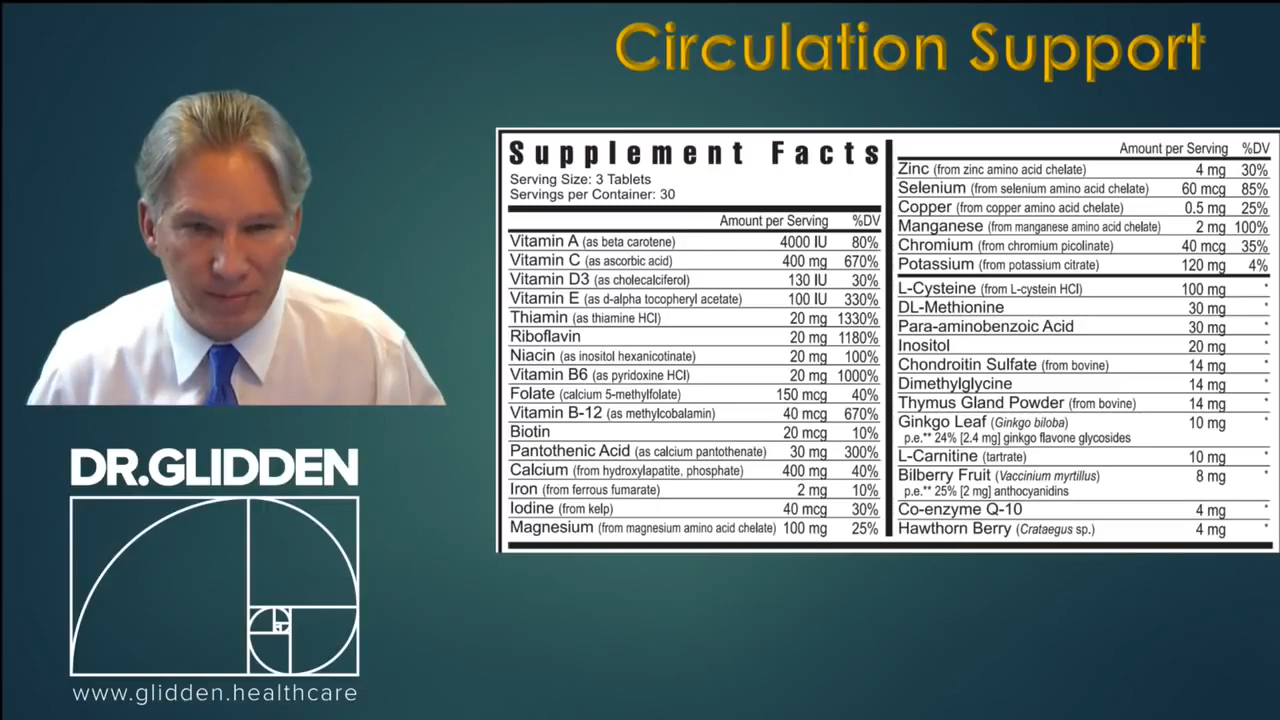 Circulation Support
Supplement Facts
Serving Size: 3 Tablets
Servings per Container: 30
Amount per Serving %DV
Vitamin A (as beta carotene) 4000 IU 80%
Vitamin C (as ascorbic acid) 400 mg 670%
Vitamin D3 (as cholecalciferol) 130 IU 30%
Vitamin E (as d-alpha tocopheryl acetate) 100 IU 330%
Thiamin (as thiamine HCl) 20 mg 1330%
Riboflavin 20 mg 1180%
Niacin (as inositol hexanicotinate) 20 mg 100%
Vitamin B6 (as pyridoxine HCl) 20 mg 1000%
Folate (calcium 5-methylfolate) 150 mcg 40%
Vitamin B-12 (as methylcobalamin) 40 mcg 670%
Biotin 20 mcg 10%
Pantothenic Acid (as calcium pantothenate) 30 mg 300%
Calcium (from hydroxylapatite, phosphate) 400 mg 40%
Iron (from ferrous fumarate) 2 mg 10%
Iodine (from kelp) 40 mcg 30%
Magnesium (from magnesium amino acid chelate) 100 mg 25%
Amount per Serving %DV
Zinc (from zinc amino acid chelate) 4 mg 30%
Selenium (from selenium amino acid chelate) 60 mcg 85%
Copper (from copper amino acid chelate) 0.5 mg 25%
Manganese (from manganese amino acid chelate) 2 mg 100%
Chromium (from chromium picolinate) 40 mcg 35%
Potassium (from potassium citrate) 120 mg 4%
L-Cysteine (from L-cystein HCl) 100 mg *
DL-Methionine 30 mg *
Para-aminobenzoic Acid 30 mg *
Inositol 20 mg *
Chondroitin Sulfate (from bovine) 14 mg *
Dimethylglycine 14 mg *
Thymus Gland Powder (from bovine) 14 mg *
Ginkgo Leaf (Ginkgo biloba) 10 mg *
p.e.** 24% [2.4 mg] ginkgo flavone glycosides
L-Carnitine (tartrate) 10 mg *
Bilberry Fruit (Vaccinium myrtillus) 8 mg *
p.e.** 25% [2 mg] anthocyanidins
Co-enzyme Q-10 4 mg *
Hawthorn Berry (Crataegus sp.) 4 mg *
DR.GLIDDEN
www.glidden.healthcare